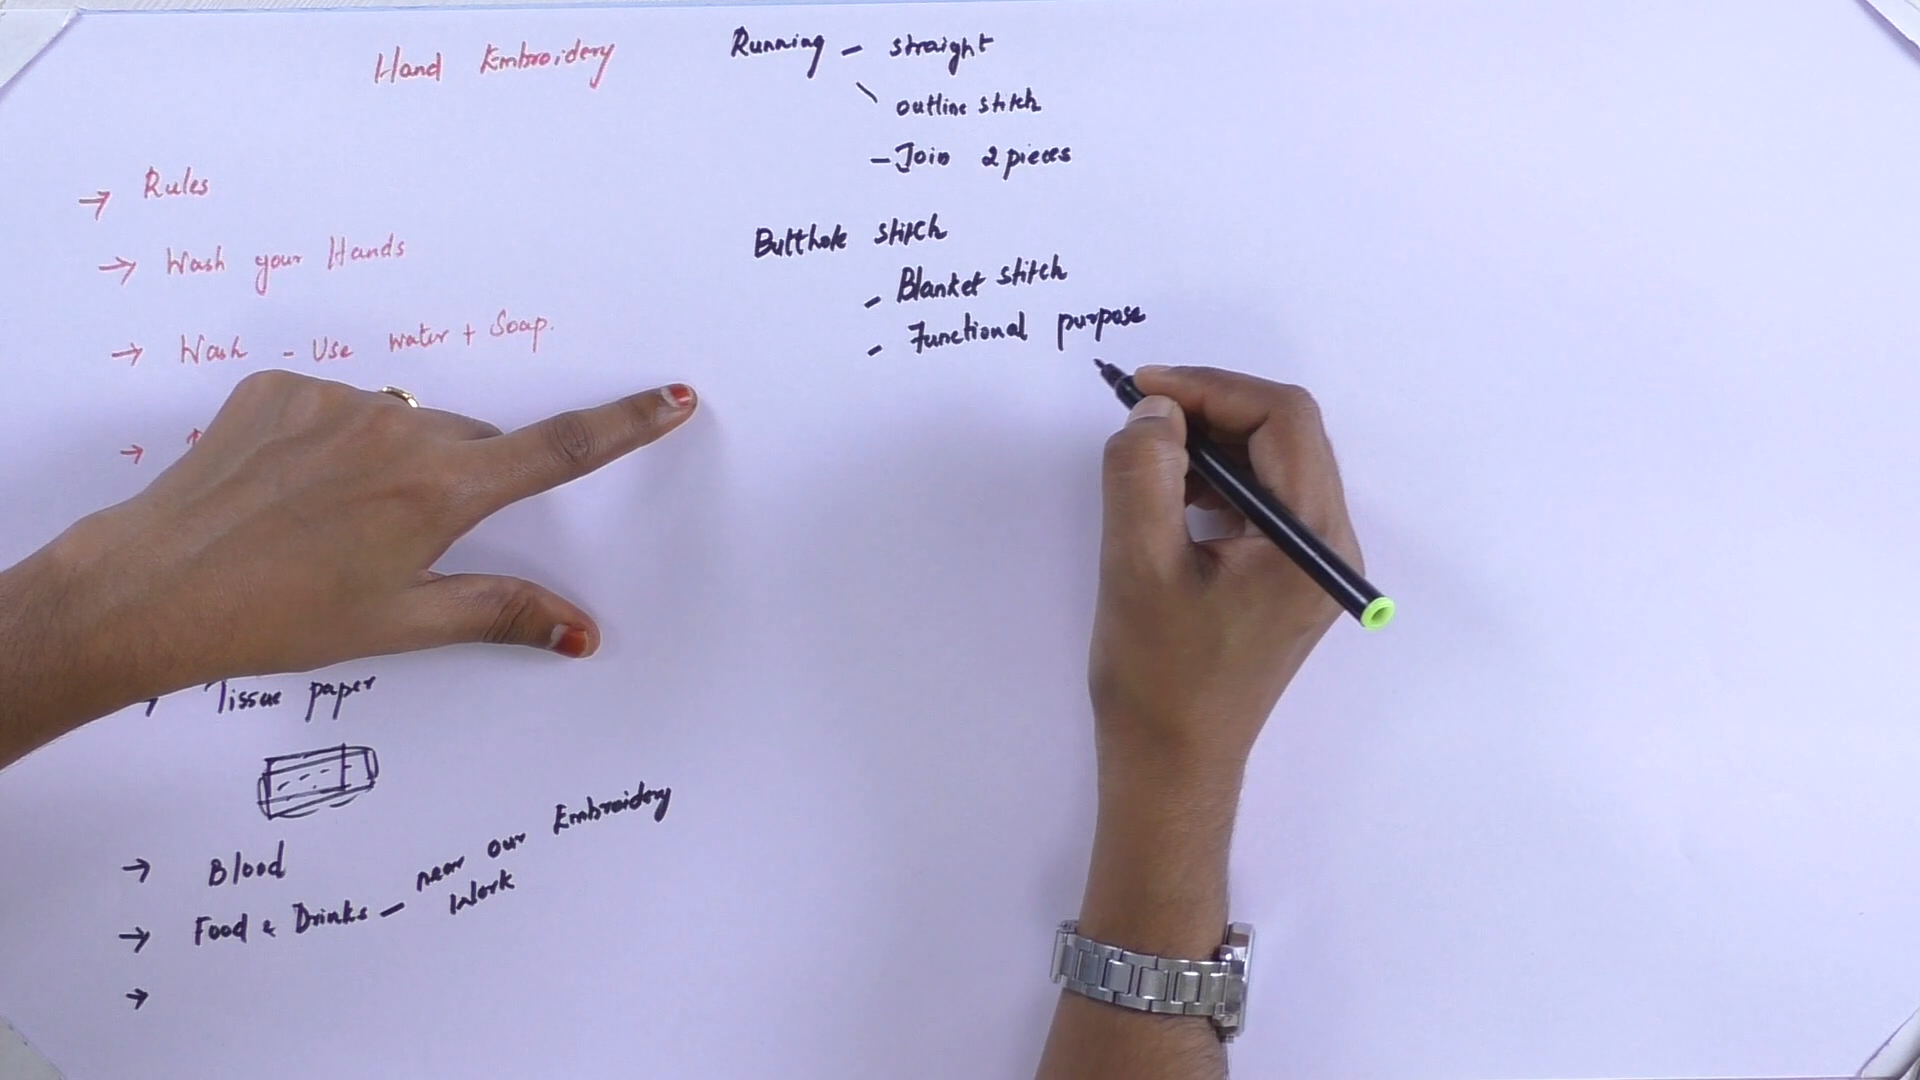 Hand Embroidery
→ Rules
→ Wash your Hands
→ Wash - Use water + Soap.
→
Tissue paper
→ Blood
→ Food & Drinks - near our Embroidery
Work
→
Running - straight
\ outline stitch
- Join 2 pieces
Butthole stitch
- Blanket stitch
- Functional purpose